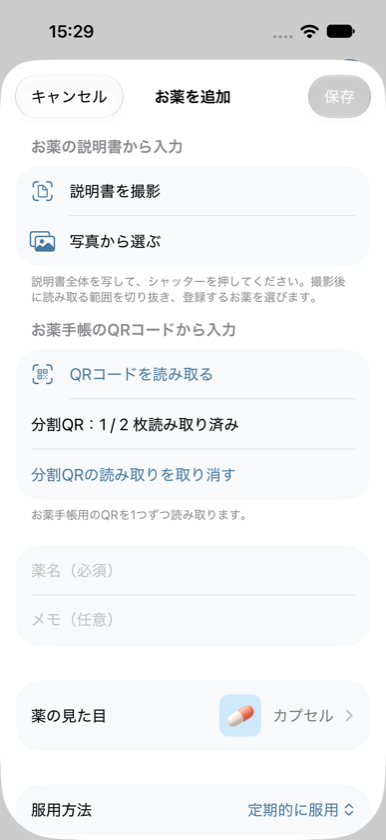 15:29
キャンセル
お薬を追加
保存
お薬の説明書から入力
説明書を撮影
写真から選ぶ
説明書全体を写して、シャッターを押してください。撮影後
に読み取る範囲を切り抜き、登録するお薬を選びます。
お薬手帳のQRコードから入力
QRコードを読み取る
分割QR：1 / 2 枚読み取り済み
分割QRの読み取りを取り消す
お薬手帳用のQRを1つずつ読み取ります。
薬名（必須）
メモ（任意）
薬の見た目
カプセル
服用方法
定期的に服用